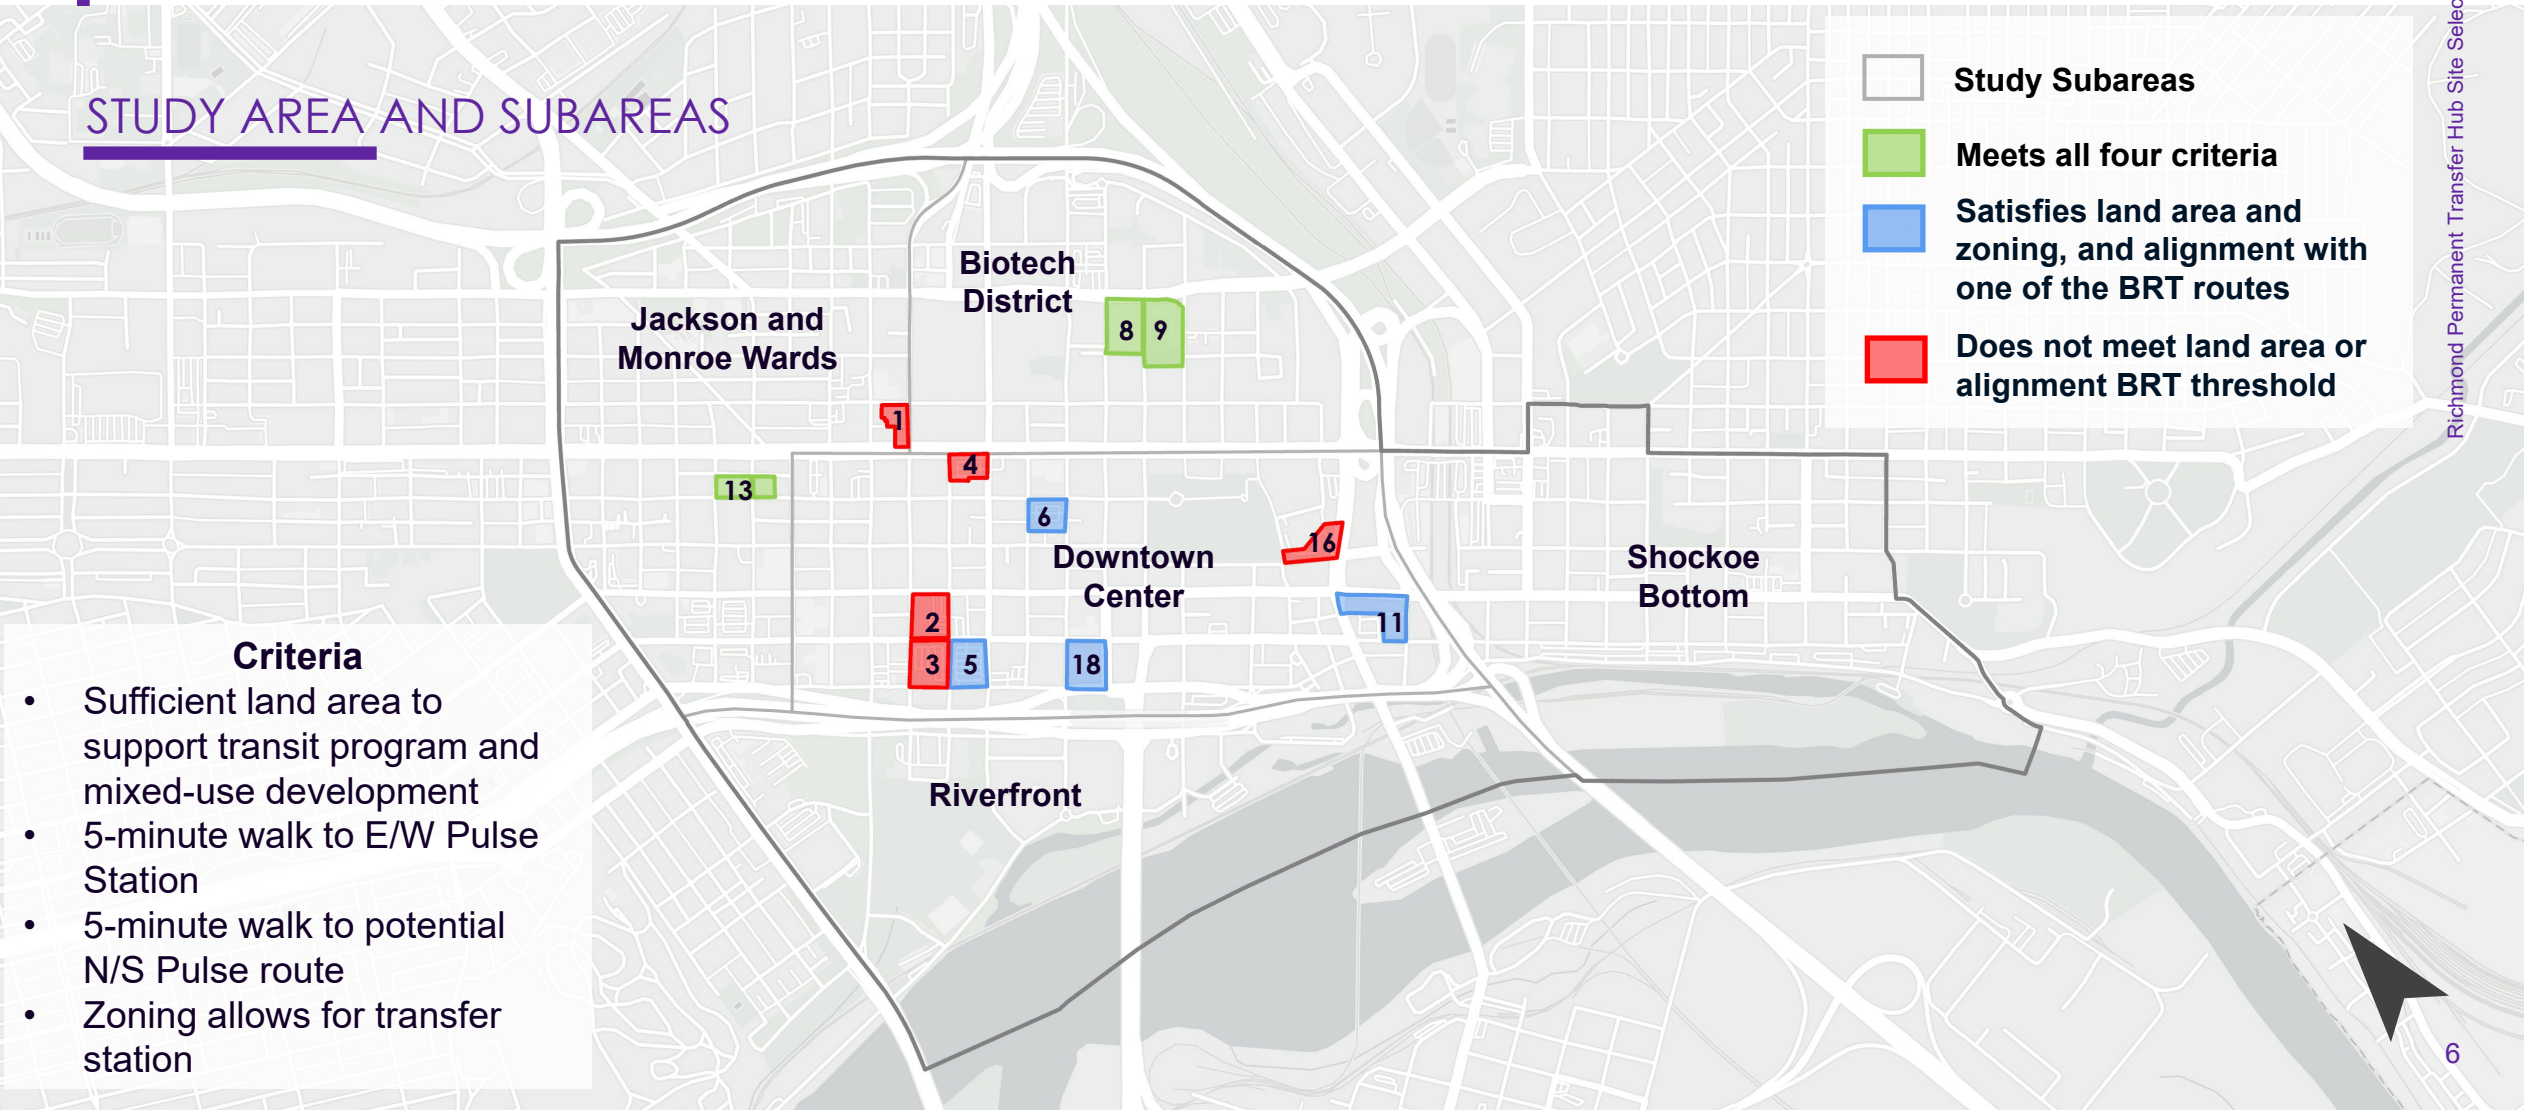 STUDY AREA AND SUBAREAS
Study Subareas
Meets all four criteria
Satisfies land area and
zoning, and alignment with
one of the BRT routes
Does not meet land area or
alignment BRT threshold
Richmond Permanent Transfer Hub Site
Biotech
District
Jackson and
Monroe Wards
8
9
1
4
13
6
Downtown
Center
16
Shockoe
Bottom
2
11
3
5
18
Riverfront
Criteria
• Sufficient land area to
support transit program and
mixed-use development
• 5-minute walk to E/W Pulse
Station
• 5-minute walk to potential
N/S Pulse route
• Zoning allows for transfer
station
6